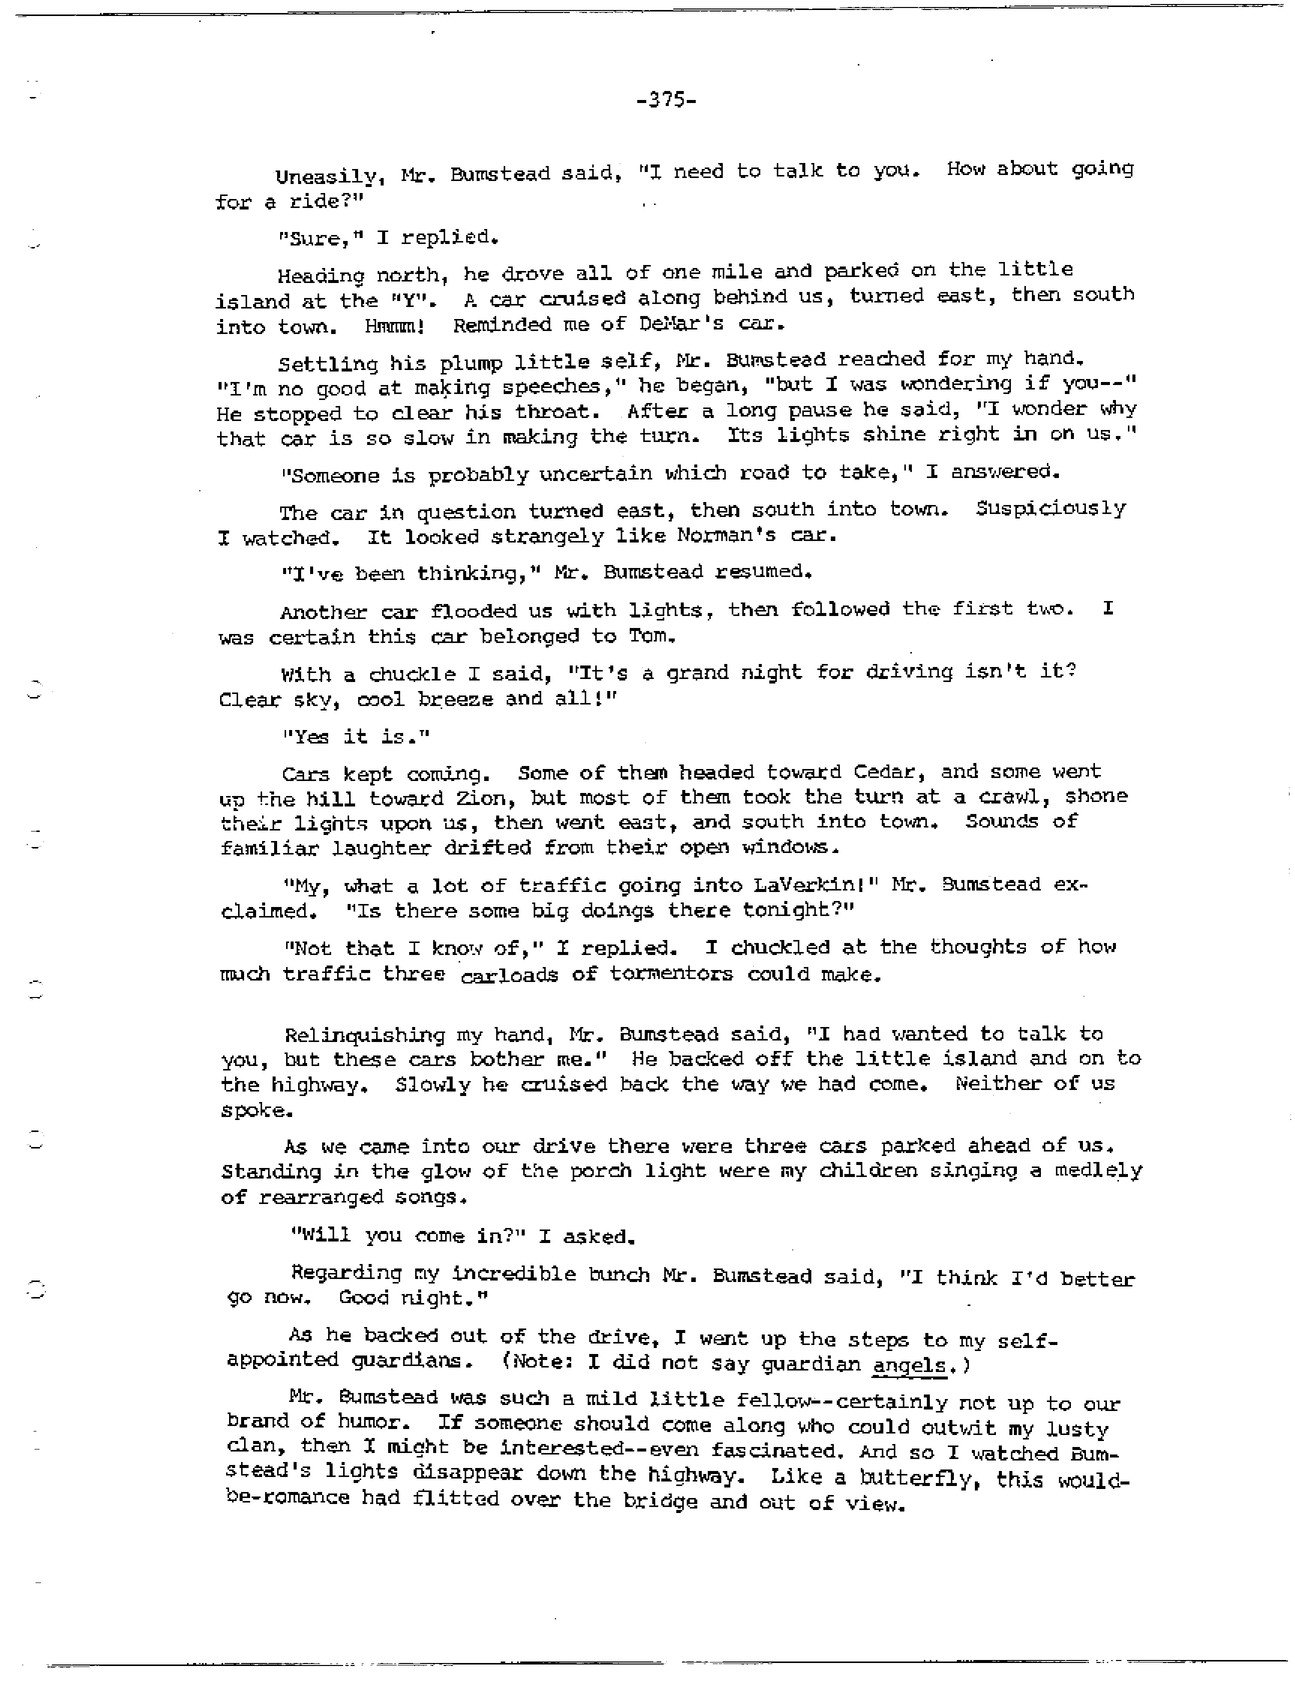 -375-
Uneasily, Mr. Bumstead said, "I need to talk to you. How about going
for a ride?"
"Sure," I replied.
Heading north, he drove all of one mile and parked on the little
island at the "Y". A car cruised along behind us, turned east, then south
into town. Hmmm! Reminded me of DeMar's car.
Settling his plump little self, Mr. Bumstead reached for my hand.
"I'm no good at making speeches," he began, "but I was wondering if you--"
He stopped to clear his throat. After a long pause he said, "I wonder why
that car is so slow in making the turn. Its lights shine right in on us."
"Someone is probably uncertain which road to take," I answered.
The car in question turned east, then south into town. Suspiciously
I watched. It looked strangely like Norman's car.
"I've been thinking," Mr. Bumstead resumed.
Another car flooded us with lights, then followed the first two. I
was certain this car belonged to Tom.
With a chuckle I said, "It's a grand night for driving isn't it?
Clear sky, cool breeze and all!"
"Yes it is."
Cars kept coming. Some of them headed toward Cedar, and some went
up the hill toward Zion, but most of them took the turn at a crawl, shone
their lights upon us, then went east, and south into town. Sounds of
familiar laughter drifted from their open windows.
"My, what a lot of traffic going into LaVerkin!" Mr. Bumstead ex-
claimed. "Is there some big doings there tonight?"
"Not that I know of," I replied. I chuckled at the thoughts of how
much traffic three carloads of tormentors could make.
Relinquishing my hand, Mr. Bumstead said, "I had wanted to talk to
you, but these cars bother me." He backed off the little island and on to
the highway. Slowly he cruised back the way we had come. Neither of us
spoke.
As we came into our drive there were three cars parked ahead of us.
Standing in the glow of the porch light were my children singing a medlely
of rearranged songs.
"Will you come in?" I asked.
Regarding my incredible bunch Mr. Bumstead said, "I think I'd better
go now. Good night."
As he backed out of the drive, I went up the steps to my self-
appointed guardians. (Note: I did not say guardian angels.)
Mr. Bumstead was such a mild little fellow--certainly not up to our
brand of humor. If someone should come along who could outwit my lusty
clan, then I might be interested--even fascinated. And so I watched Bum-
stead's lights disappear down the highway. Like a butterfly, this would-
be-romance had flitted over the bridge and out of view.